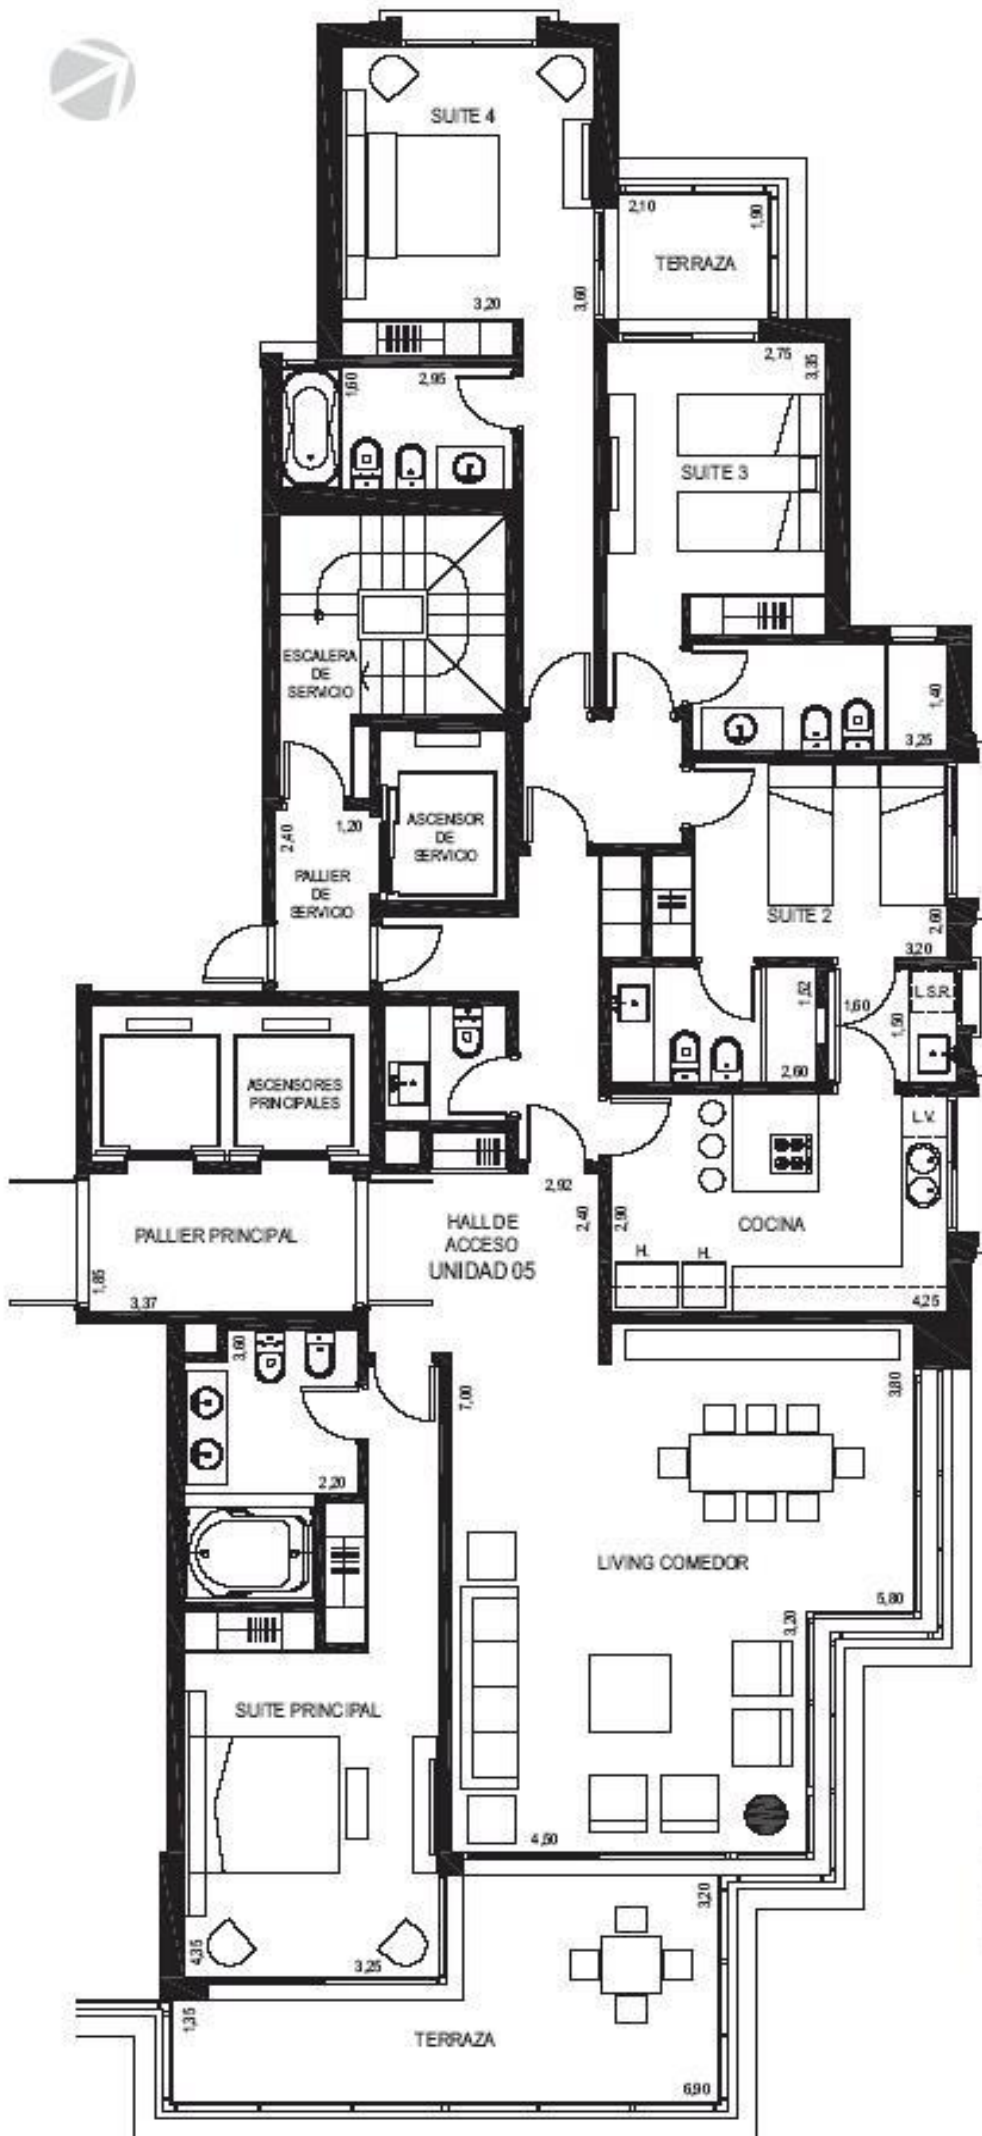 SUITE 4
2,10
1,90
TERRAZA
3,20
3,60
2,75
3,35
1,60
2,95
SUITE 3
ESCALERA
DE
SERVICIO
1,40
3,25
2,40
1,20
ASCENSOR
DE
SERVICIO
PALLIER
DE
SERVICIO
SUITE 2
2,60
3,20
1,52
1,60
L.S.R.
1,50
2,60
ASCENSORES
PRINCIPALES
L.V.
2,92
2,40
2,90
HALL DE
ACCESO
UNIDAD 05
COCINA
PALLIER PRINCIPAL
H.
H.
1,85
3,37
4,25
3,60
3,80
7,00
2,20
LIVING COMEDOR
5,80
3,20
SUITE PRINCIPAL
4,50
3,20
4,35
3,25
1,35
TERRAZA
6,90